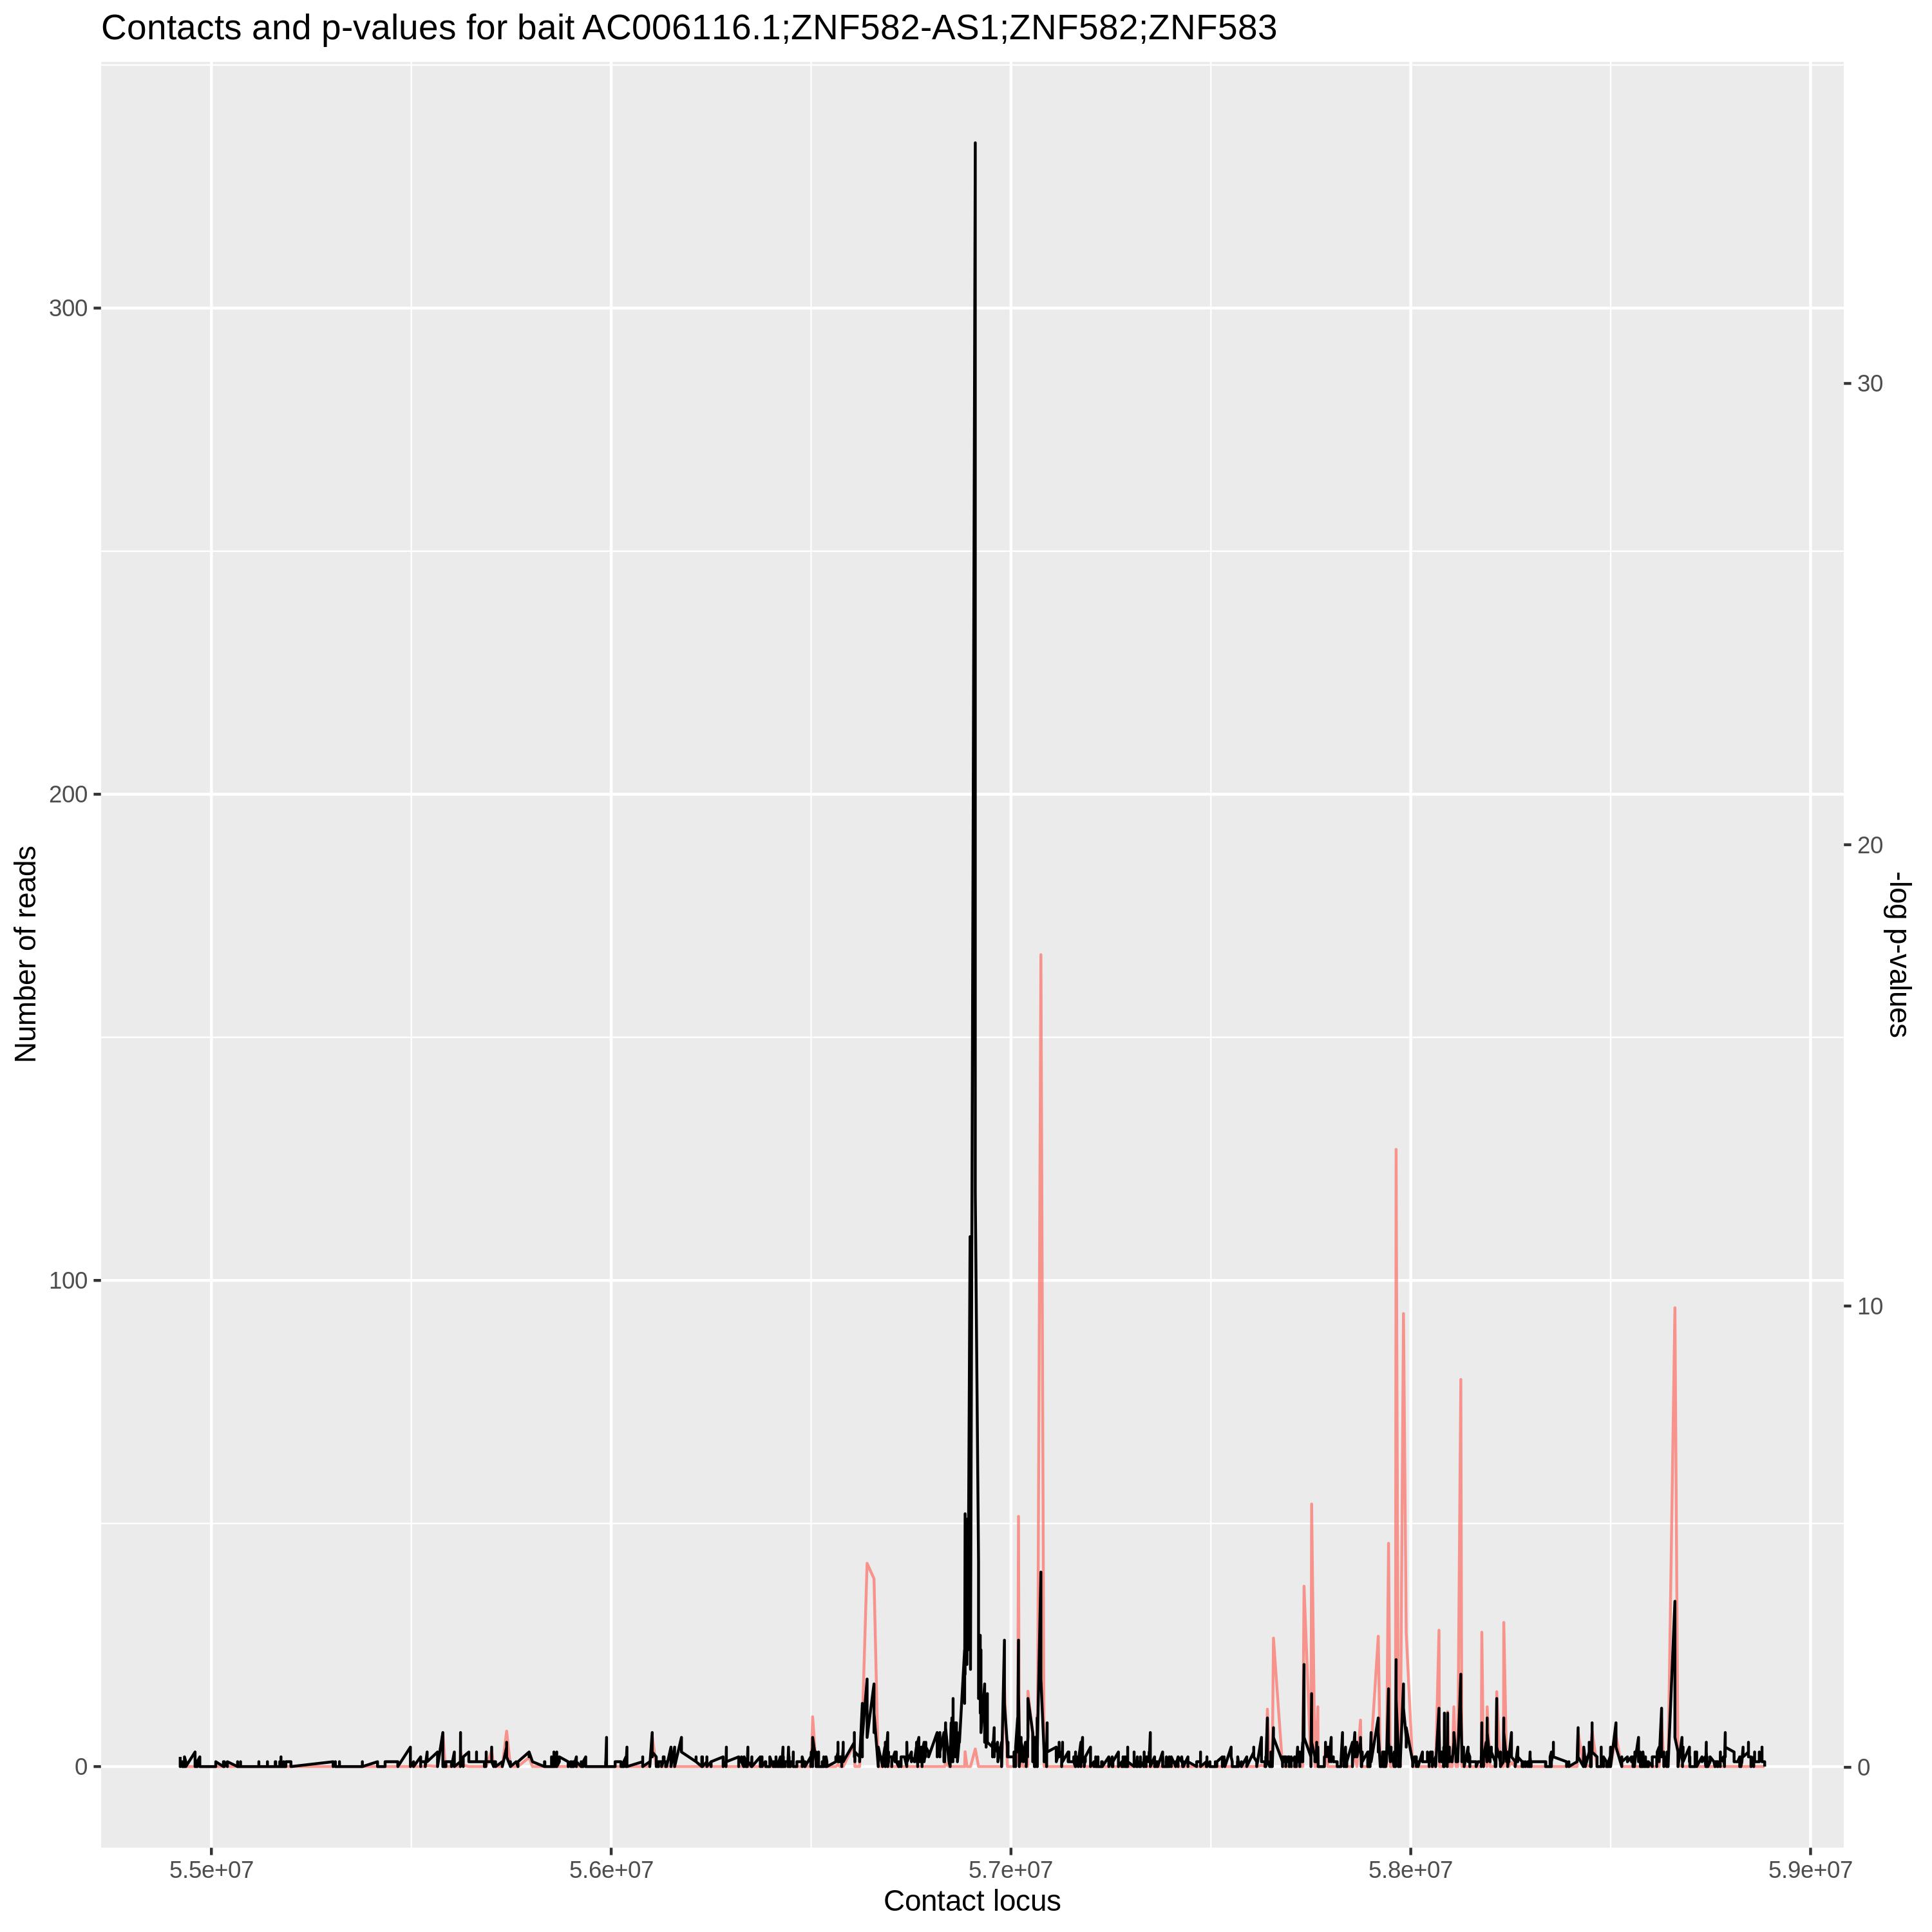 Contacts and p-values for bait AC006116.1;ZNF582-AS1;ZNF582;ZNF583
300
200
100
0
Number of reads
30
20
10
0
-log p-values
5.5e+07
5.6e+07
5.7e+07
5.8e+07
5.9e+07
Contact locus